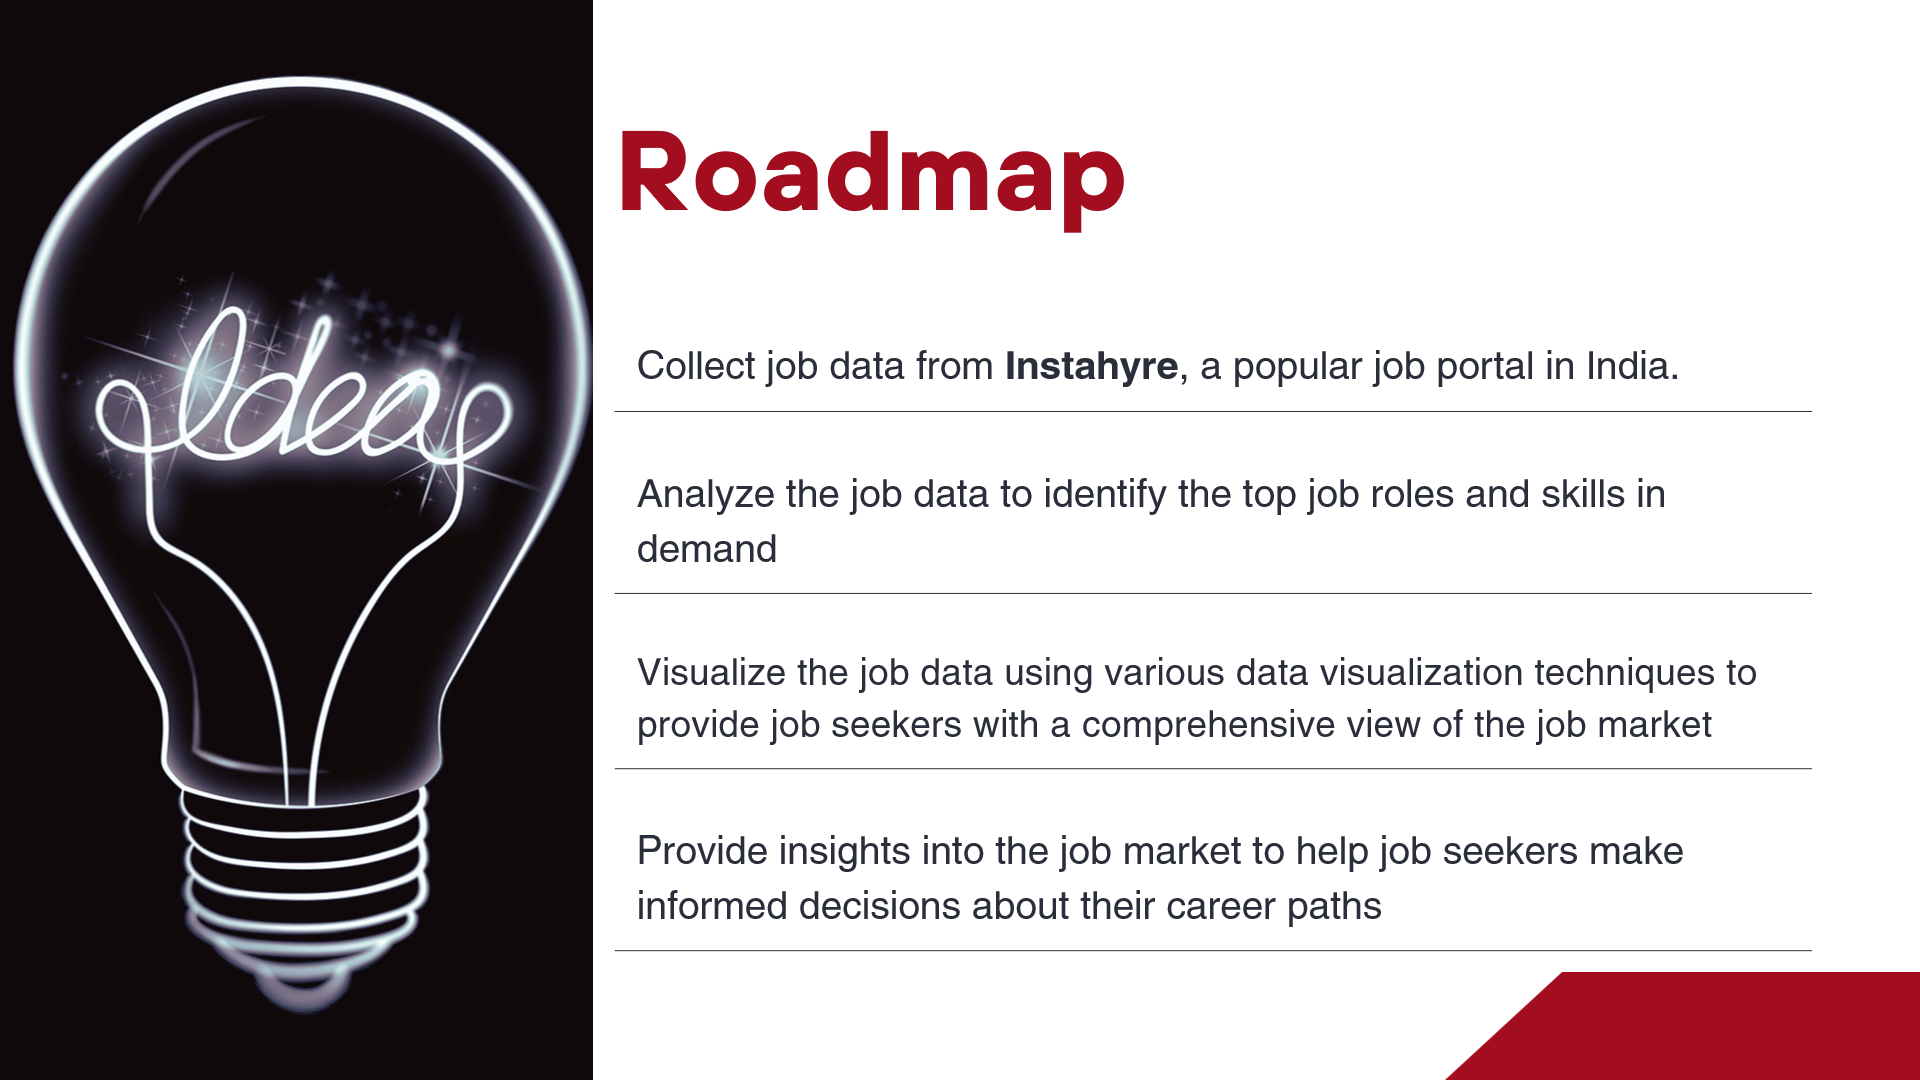 Idea
Roadmap
Collect job data from Instahyre, a popular job portal in India.
Analyze the job data to identify the top job roles and skills in
demand
Visualize the job data using various data visualization techniques to
provide job seekers with a comprehensive view of the job market
Provide insights into the job market to help job seekers make
informed decisions about their career paths